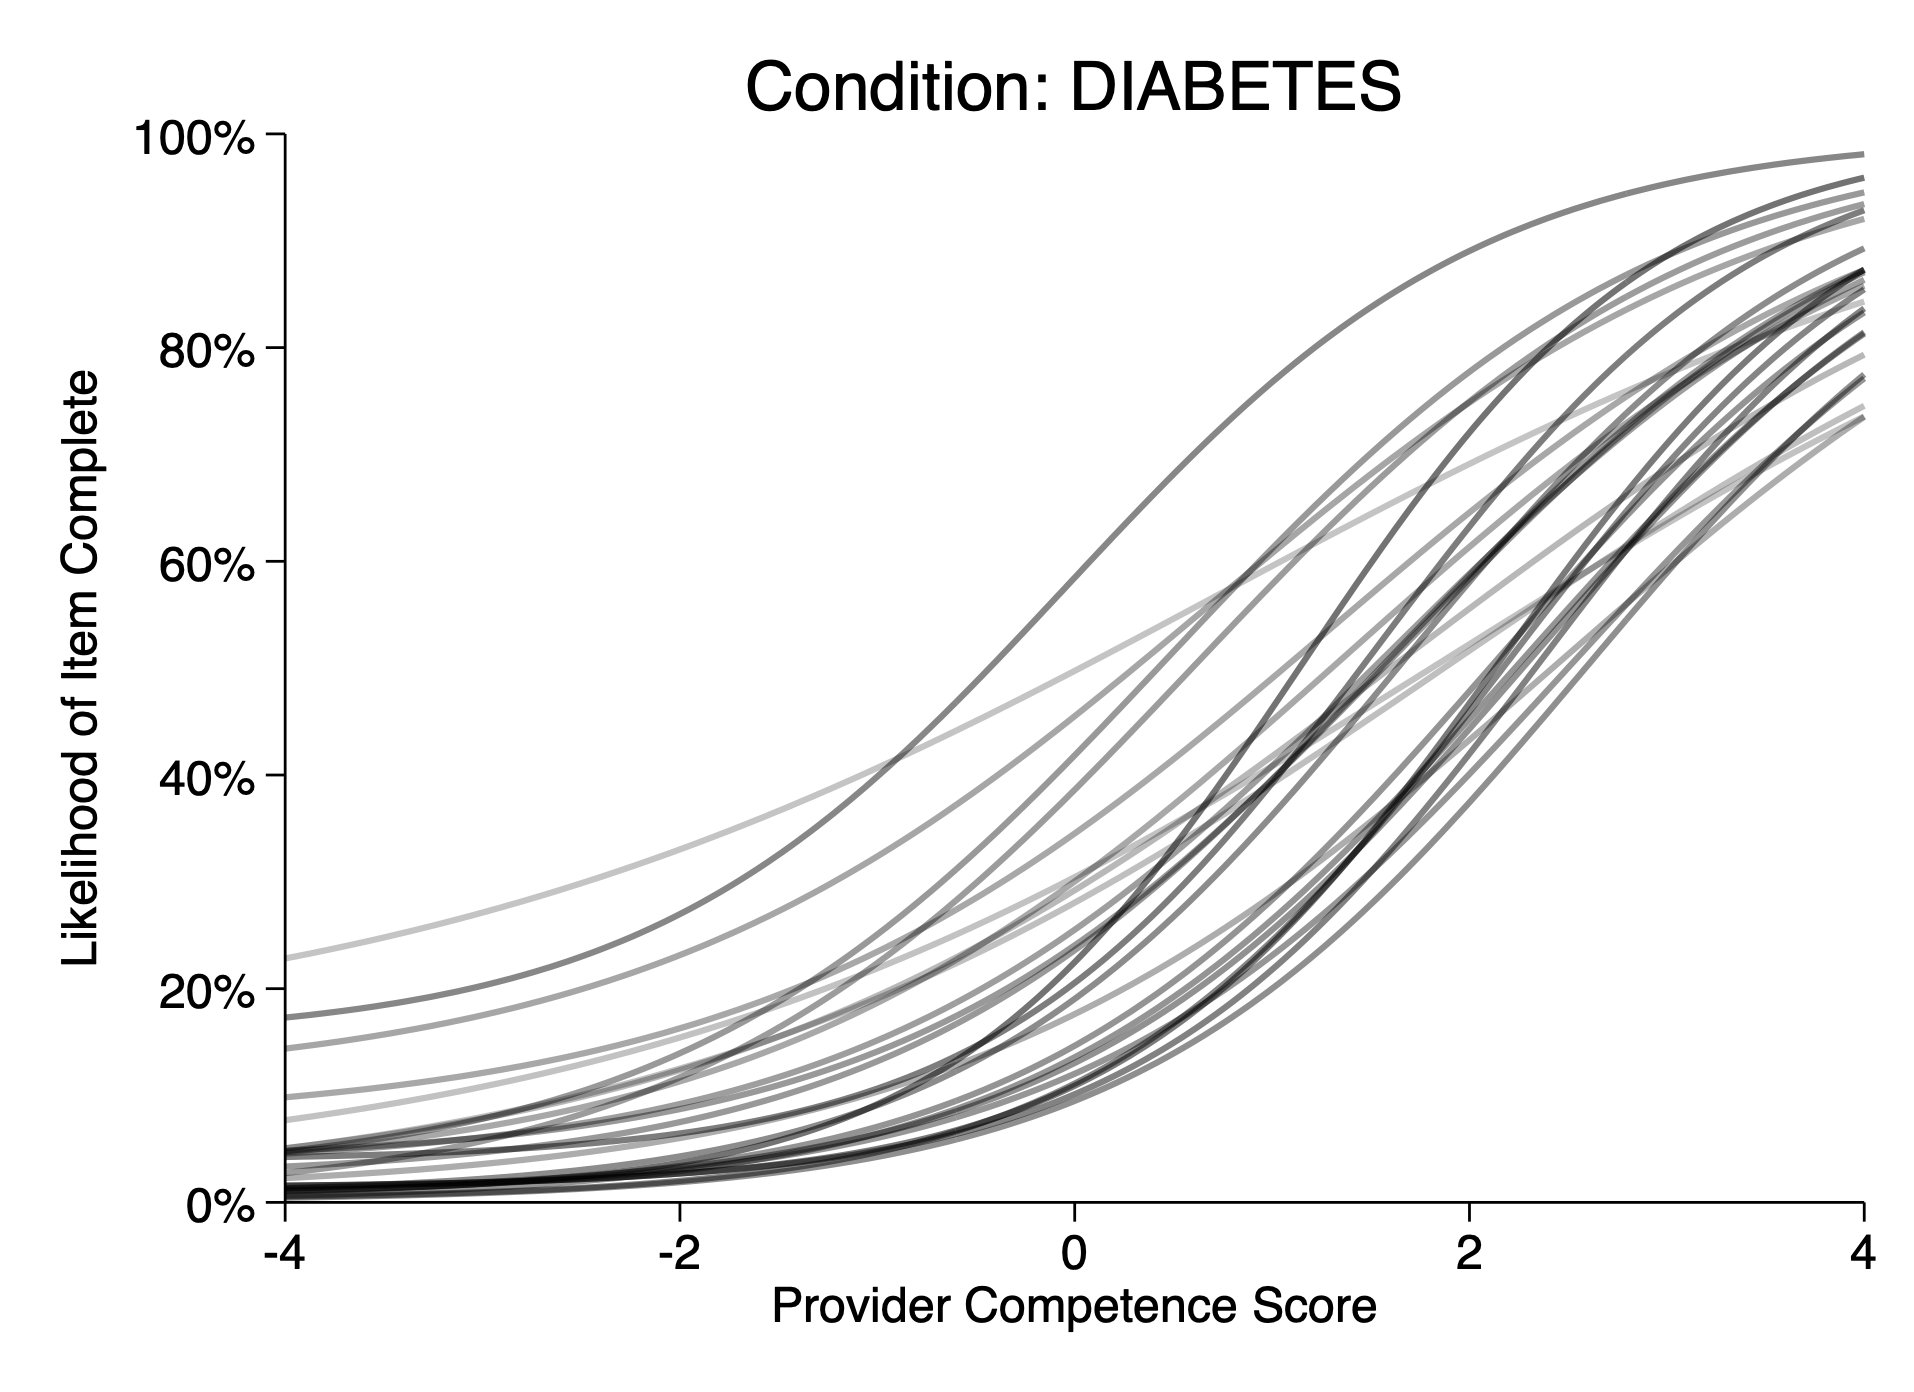 Condition: DIABETES
100%
80%
60%
40%
20%
0%
Likelihood of Item Complete
-4 -2 0 2 4
Provider Competence Score